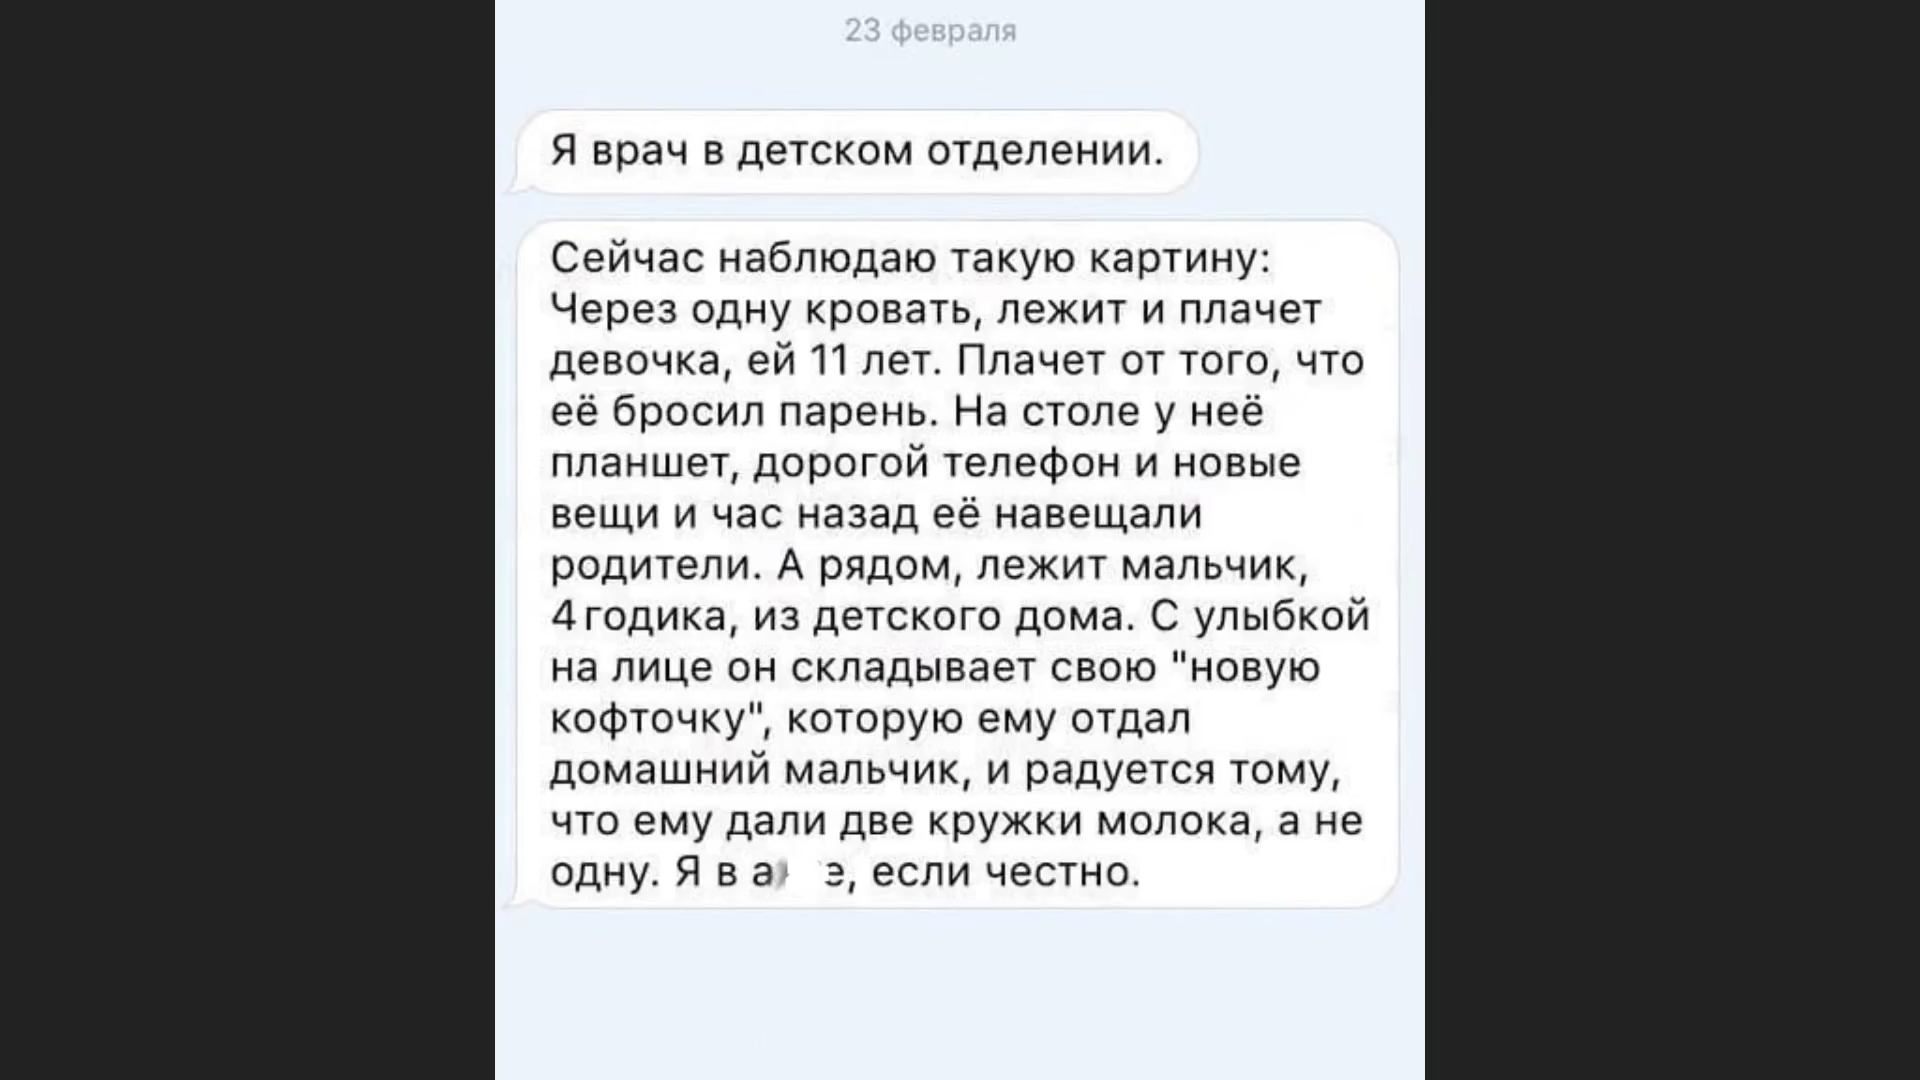 23 февраля
Я врач в детском отделении.
Сейчас наблюдаю такую картину:
Через одну кровать, лежит и плачет
девочка, ей 11 лет. Плачет от того, что
её бросил парень. На столе у неё
планшет, дорогой телефон и новые
вещи и час назад её навещали
родители. А рядом, лежит мальчик,
4 годика, из детского дома. С улыбкой
на лице он складывает свою "новую
кофточку", которую ему отдал
домашний мальчик, и радуется тому,
что ему дали две кружки молока, а не
одну. Я в , если честно.